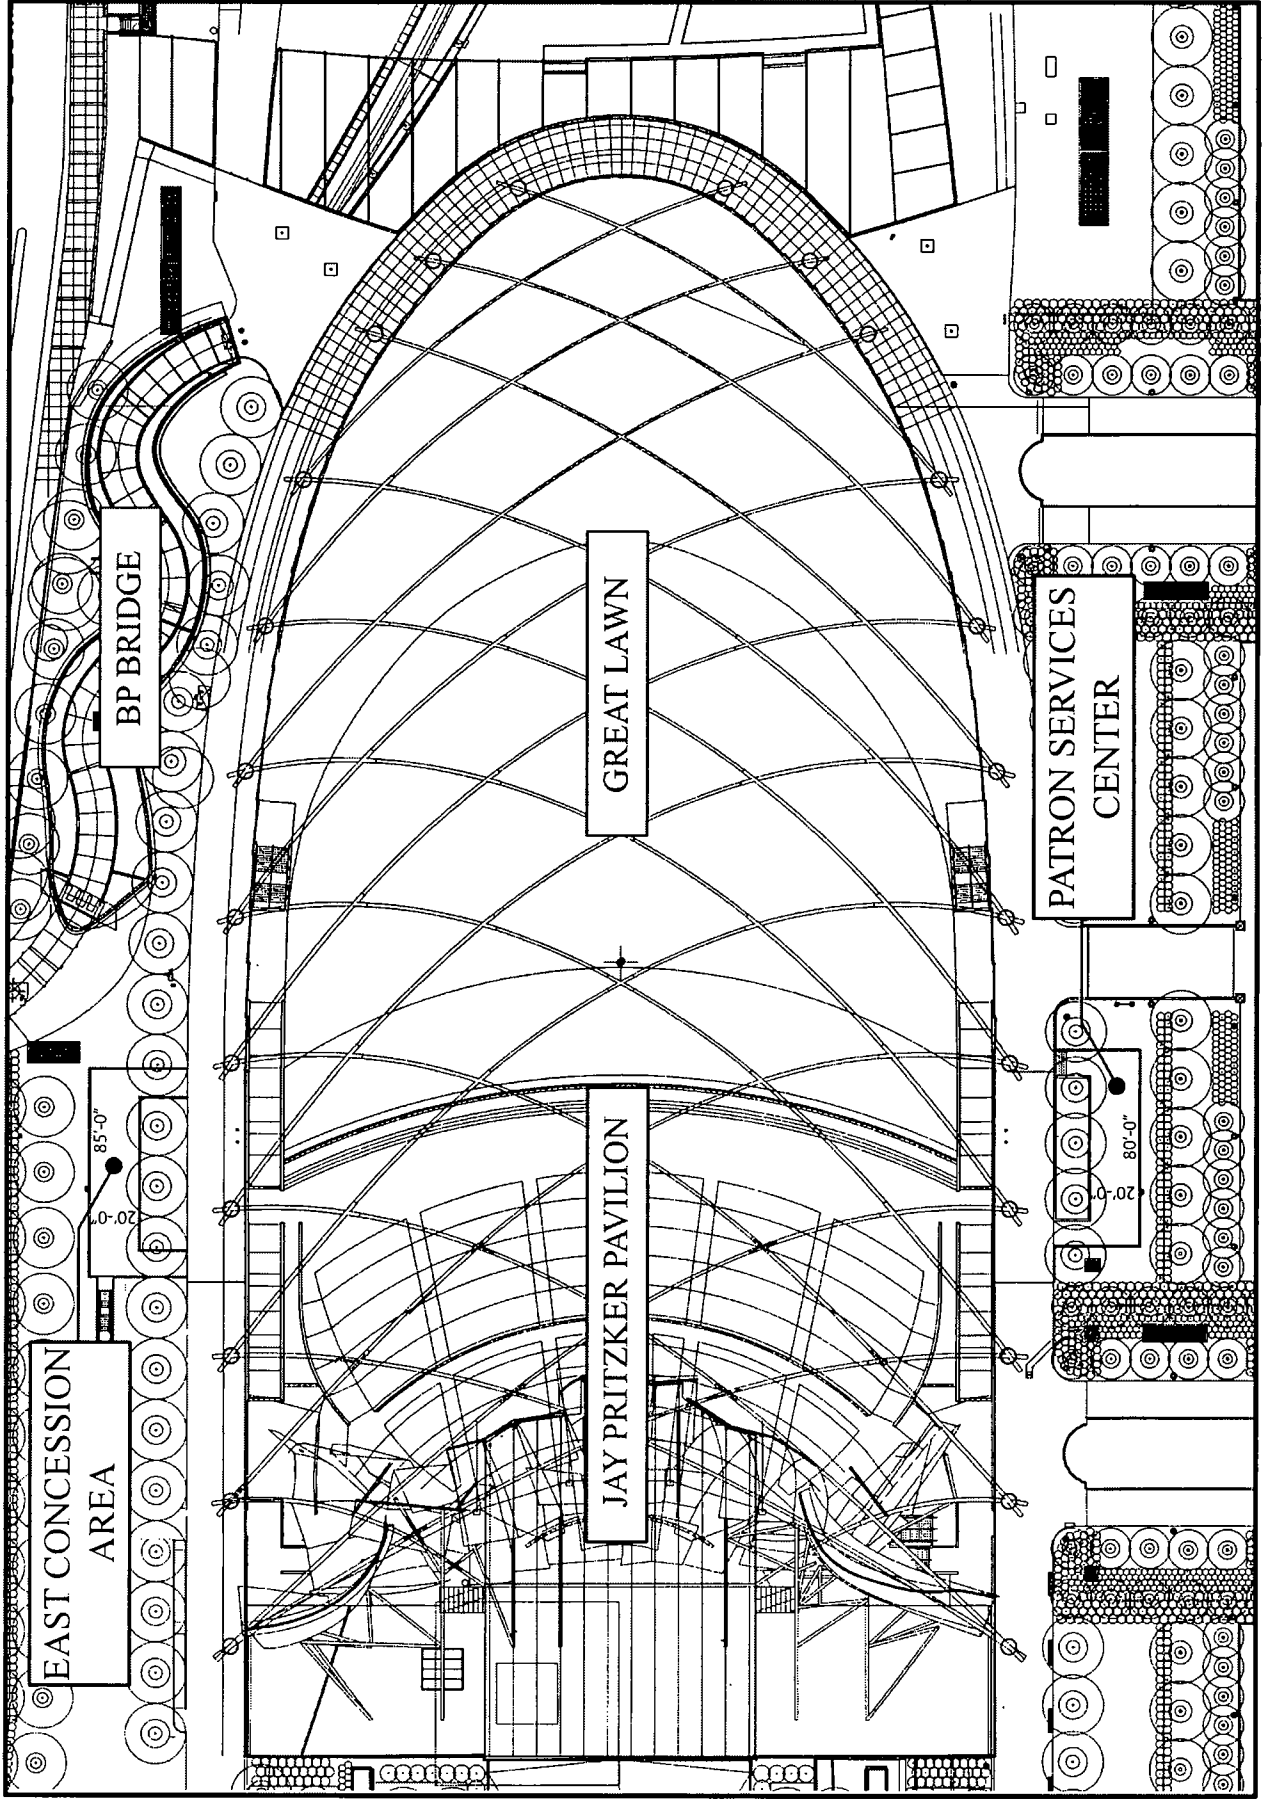 BP BRIDGE
GREAT LAWN
PATRON SERVICES
CENTER
EAST CONCESSION
AREA
85'-0"
20'-0"
JAY PRITZKER PAVILION
80'-0"
20'-0"